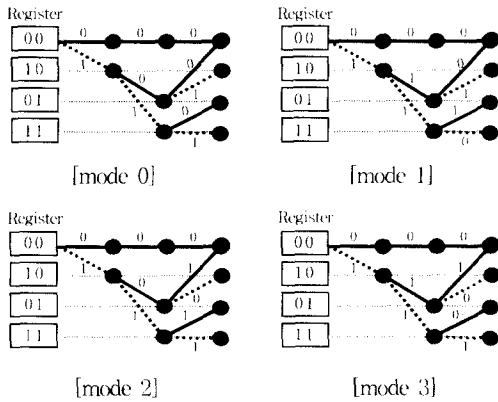 Register
0 0 0
00
10 1 0 0
01 1 1 0
11 1
[mode 0]
Register
0 0 0
00
10 1 0 0
01 1 1 1
11 0
[mode 1]
Register
0 0 0
00
10 1 0 1
01 1 0 1
11 1
[mode 2]
Register
0 0 0
00
10 1 0 1
01 1 0 0
11 1
[mode 3]